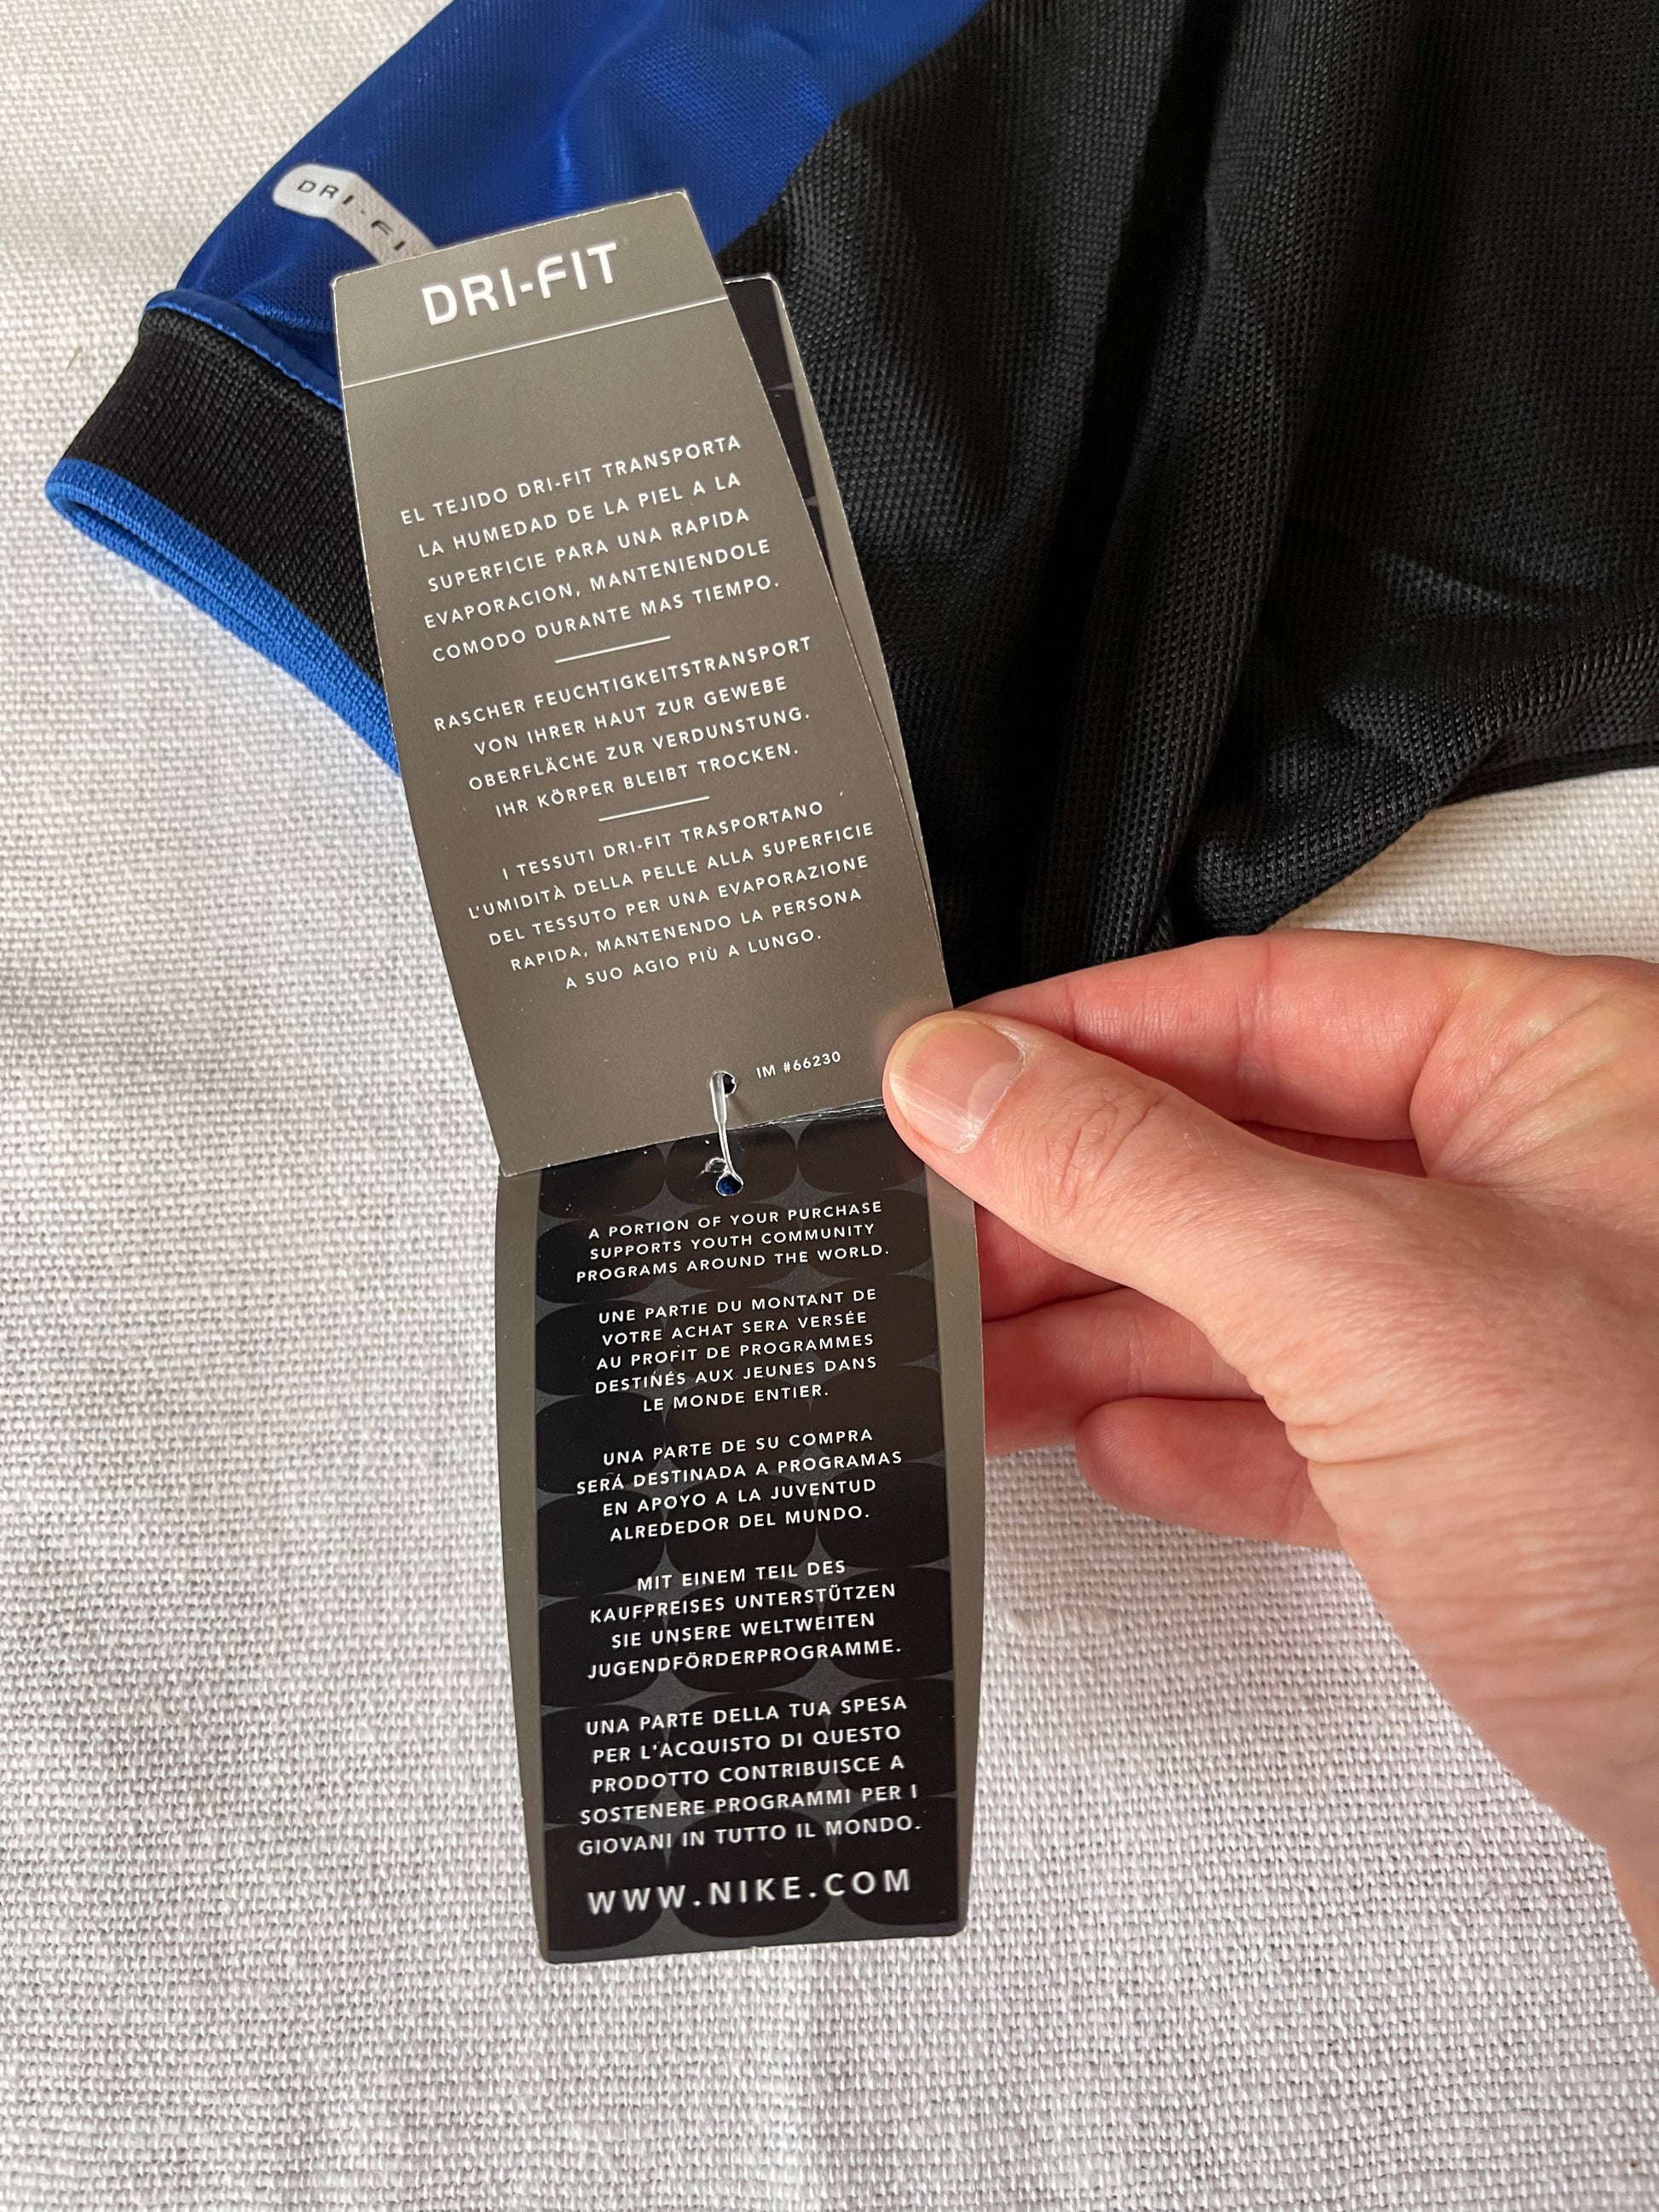 DRI-FI
DRI-FIT
EL TEJIDO DRI-FIT TRANSPORTA
LA HUMEDAD DE LA PIEL A LA
SUPERFICIE PARA UNA RAPIDA
EVAPORACION, MANTENIENDOLE
COMODO DURANTE MAS TIEMPO.
RASCHER FEUCHTIGKEITSTRANSPORT
VON IHRER HAUT ZUR GEWEBE
OBERFLÄCHE ZUR VERDUNSTUNG.
IHR KÖRPER BLEIBT TROCKEN.
I TESSUTI DRI-FIT TRASPORTANO
L'UMIDITÀ DELLA PELLE ALLA SUPERFICIE
DEL TESSUTO PER UNA EVAPORAZIONE
RAPIDA, MANTENENDO LA PERSONA
A SUO AGIO PIÙ A LUNGO.
IM #66230
A PORTION OF YOUR PURCHASE
SUPPORTS YOUTH COMMUNITY
PROGRAMS AROUND THE WORLD.
UNE PARTIE DU MONTANT DE
VOTRE ACHAT SERA VERSÉE
AU PROFIT DE PROGRAMMES
DESTINÉS AUX JEUNES DANS
LE MONDE ENTIER.
UNA PARTE DE SU COMPRA
SERÁ DESTINADA A PROGRAMAS
EN APOYO A LA JUVENTUD
ALREDEDOR DEL MUNDO.
MIT EINEM TEIL DES
KAUFPREISES UNTERSTÜTZEN
SIE UNSERE WELTWEITEN
JUGENDFÖRDERPROGRAMME.
UNA PARTE DELLA TUA SPESA
PER L'ACQUISTO DI QUESTO
PRODOTTO CONTRIBUISCE A
SOSTENERE PROGRAMMI PER I
GIOVANI IN TUTTO IL MONDO.
WWW.NIKE.COM